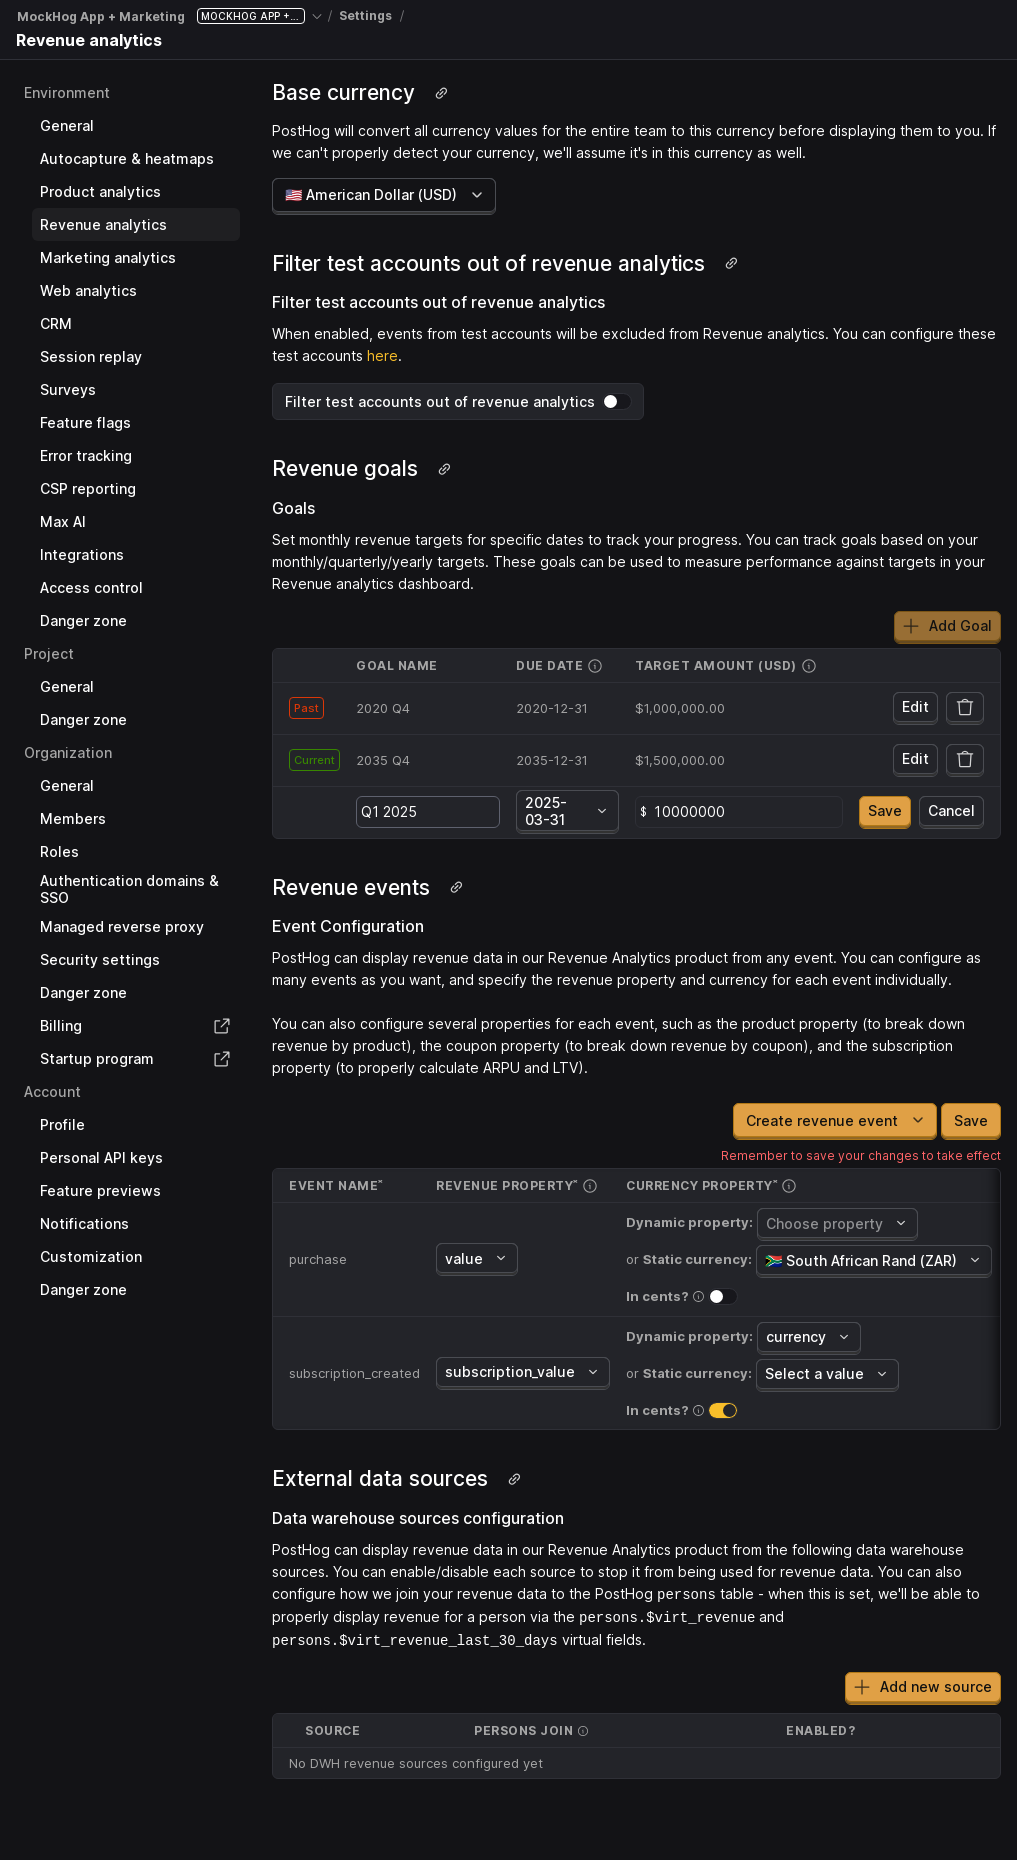 MockHog App + Marketing MOCKHOG APP +... / Settings /
Revenue analytics
Environment
General
Autocapture & heatmaps
Product analytics
Revenue analytics
Marketing analytics
Web analytics
CRM
Session replay
Surveys
Feature flags
Error tracking
CSP reporting
Max AI
Integrations
Access control
Danger zone
Project
General
Danger zone
Organization
General
Members
Roles
Authentication domains &
SSO
Managed reverse proxy
Security settings
Danger zone
Billing
Startup program
Account
Profile
Personal API keys
Feature previews
Notifications
Customization
Danger zone
Base currency
PostHog will convert all currency values for the entire team to this currency before displaying them to you. If
we can't properly detect your currency, we'll assume it's in this currency as well.
🇺🇸 American Dollar (USD)
Filter test accounts out of revenue analytics
Filter test accounts out of revenue analytics
When enabled, events from test accounts will be excluded from Revenue analytics. You can configure these
test accounts here.
Filter test accounts out of revenue analytics
Revenue goals
Goals
Set monthly revenue targets for specific dates to track your progress. You can track goals based on your
monthly/quarterly/yearly targets. These goals can be used to measure performance against targets in your
Revenue analytics dashboard.
Add Goal
GOAL NAME DUE DATE TARGET AMOUNT (USD)
Past 2020 Q4 2020-12-31 $1,000,000.00 Edit
Current 2035 Q4 2035-12-31 $1,500,000.00 Edit
Q1 2025 2025-
03-31 $ 10000000 Save Cancel
Revenue events
Event Configuration
PostHog can display revenue data in our Revenue Analytics product from any event. You can configure as
many events as you want, and specify the revenue property and currency for each event individually.
You can also configure several properties for each event, such as the product property (to break down
revenue by product), the coupon property (to break down revenue by coupon), and the subscription
property (to properly calculate ARPU and LTV).
Create revenue event Save
Remember to save your changes to take effect
EVENT NAME* REVENUE PROPERTY* CURRENCY PROPERTY*
Dynamic property: Choose property
purchase value or Static currency: 🇿🇦 South African Rand (ZAR)
In cents?
Dynamic property: currency
subscription_created subscription_value or Static currency: Select a value
In cents?
External data sources
Data warehouse sources configuration
PostHog can display revenue data in our Revenue Analytics product from the following data warehouse
sources. You can enable/disable each source to stop it from being used for revenue data. You can also
configure how we join your revenue data to the PostHog persons table - when this is set, we'll be able to
properly display revenue for a person via the persons.$virt_revenue and
persons.$virt_revenue_last_30_days virtual fields.
Add new source
SOURCE PERSONS JOIN ENABLED?
No DWH revenue sources configured yet